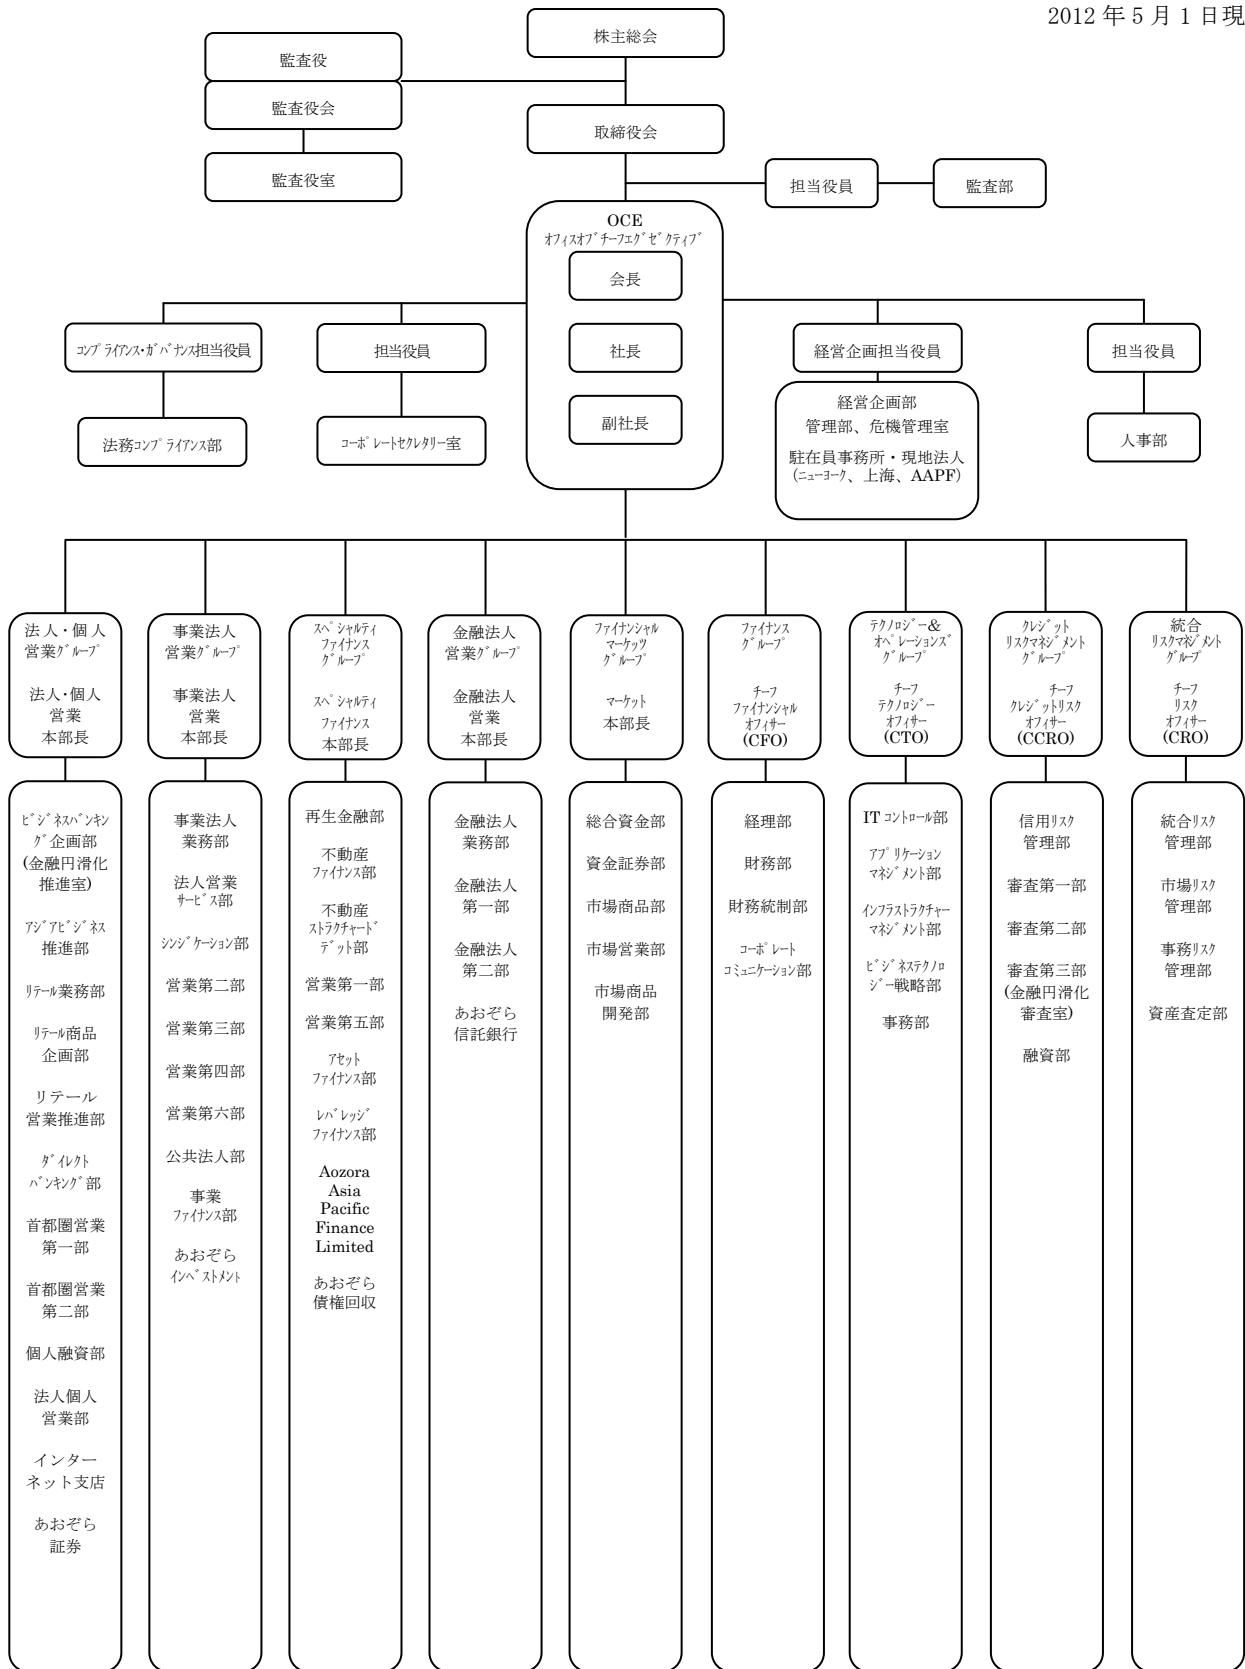 2012年5月1日現
株主総会
監査役
監査役会
取締役会
監査役室
担当役員
監査部
OCE
ｵﾌｨｽｵﾌﾞﾁｰﾌｴｸﾞｾﾞｸﾃｨﾌﾞ
会長
社長
副社長
ｺﾝﾌﾟﾗｲｱﾝｽ・ｶﾞﾊﾞﾅﾝｽ担当役員
担当役員
経営企画担当役員
担当役員
法務ｺﾝﾌﾟﾗｲｱﾝｽ部
ｺｰﾎﾟﾚｰﾄｾｸﾚﾀﾘｰ室
経営企画部
管理部、危機管理室
駐在員事務所・現地法人
(ﾆｭｰﾖｰｸ、上海、AAPF)
人事部
法人・個人
営業ｸﾞﾙｰﾌﾟ
法人・個人
営業
本部長
事業法人
営業ｸﾞﾙｰﾌﾟ
事業法人
営業
本部長
ｽﾍﾟｼｬﾙﾃｨ
ﾌｧｲﾅﾝｽ
ｸﾞﾙｰﾌﾟ
ｽﾍﾟｼｬﾙﾃｨ
ﾌｧｲﾅﾝｽ
本部長
金融法人
営業ｸﾞﾙｰﾌﾟ
金融法人
営業
本部長
ﾌｧｲﾅﾝｼｬﾙ
ﾏｰｹｯﾂ
ｸﾞﾙｰﾌﾟ
ﾏｰｹｯﾄ
本部長
ﾌｧｲﾅﾝｽ
ｸﾞﾙｰﾌﾟ
ﾁｰﾌ
ﾌｧｲﾅﾝｼｬﾙ
ｵﾌｨｻｰ
(CFO)
ﾃｸﾉﾛｼﾞｰ&
ｵﾍﾟﾚｰｼｮﾝｽﾞ
ｸﾞﾙｰﾌﾟ
ﾁｰﾌ
ﾃｸﾉﾛｼﾞｰ
ｵﾌｨｻｰ
(CTO)
ｸﾚｼﾞｯﾄ
ﾘｽｸﾏﾈｼﾞﾒﾝﾄ
ｸﾞﾙｰﾌﾟ
ﾁｰﾌ
ｸﾚｼﾞｯﾄﾘｽｸ
ｵﾌｨｻｰ
(CCRO)
統合
ﾘｽｸﾏﾈｼﾞﾒﾝﾄ
ｸﾞﾙｰﾌﾟ
ﾁｰﾌ
ﾘｽｸ
ｵﾌｨｻｰ
(CRO)
ﾋﾞｼﾞﾈｽﾊﾞﾝｷﾝ
ｸﾞ企画部
(金融円滑化
推進室)
ｱｼﾞｱﾋﾞｼﾞﾈｽ
推進部
ﾘﾃｰﾙ業務部
ﾘﾃｰﾙ商品
企画部
リテール
営業推進部
ﾀﾞｲﾚｸﾄ
ﾊﾞﾝｷﾝｸﾞ部
首都圏営業
第一部
首都圏営業
第二部
個人融資部
法人個人
営業部
インター
ネット支店
あおぞら
証券
事業法人
業務部
法人営業
ｻｰﾋﾞｽ部
ｼﾝｼﾞｹｰｼｮﾝ部
営業第二部
営業第三部
営業第四部
営業第六部
公共法人部
事業
ﾌｧｲﾅﾝｽ部
あおぞら
ｲﾝﾍﾞｽﾄﾒﾝﾄ
再生金融部
不動産
ﾌｧｲﾅﾝｽ部
不動産
ｽﾄﾗｸﾁｬｰﾄﾞ
ﾃﾞｯﾄ部
営業第一部
営業第五部
ｱｾｯﾄ
ﾌｧｲﾅﾝｽ部
ﾚﾊﾞﾚｯｼﾞ
ﾌｧｲﾅﾝｽ部
Aozora
Asia
Pacific
Finance
Limited
あおぞら
債権回収
金融法人
業務部
金融法人
第一部
金融法人
第二部
あおぞら
信託銀行
総合資金部
資金証券部
市場商品部
市場営業部
市場商品
開発部
経理部
財務部
財務統制部
ｺｰﾎﾟﾚｰﾄ
ｺﾐｭﾆｹｰｼｮﾝ部
ITｺﾝﾄﾛｰﾙ部
ｱﾌﾟﾘｹｰｼｮﾝ
ﾏﾈｼﾞﾒﾝﾄ部
ｲﾝﾌﾗｽﾄﾗｸﾁｬｰ
ﾏﾈｼﾞﾒﾝﾄ部
ﾋﾞｼﾞﾈｽﾃｸﾉﾛ
ｼﾞｰ戦略部
事務部
信用ﾘｽｸ
管理部
審査第一部
審査第二部
審査第三部
(金融円滑化
審査室)
融資部
統合ﾘｽｸ
管理部
市場ﾘｽｸ
管理部
事務ﾘｽｸ
管理部
資産査定部